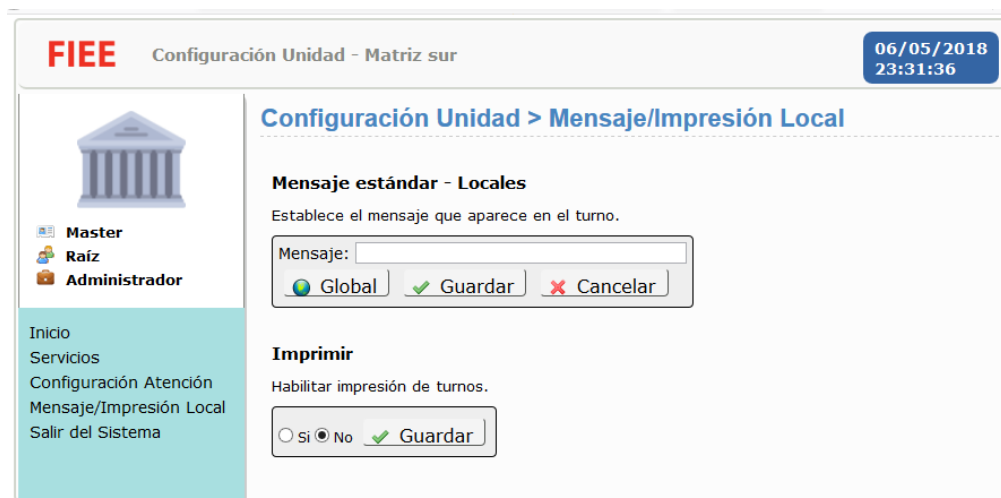 FIEE
Configuración Unidad - Matriz sur
06/05/2018
23:31:36
Master
Raíz
Administrador
Inicio
Servicios
Configuración Atención
Mensaje/Impresión Local
Salir del Sistema
Configuración Unidad > Mensaje/Impresión Local
Mensaje estándar - Locales
Establece el mensaje que aparece en el turno.
Mensaje:
Global Guardar Cancelar
Imprimir
Habilitar impresión de turnos.
Si No Guardar